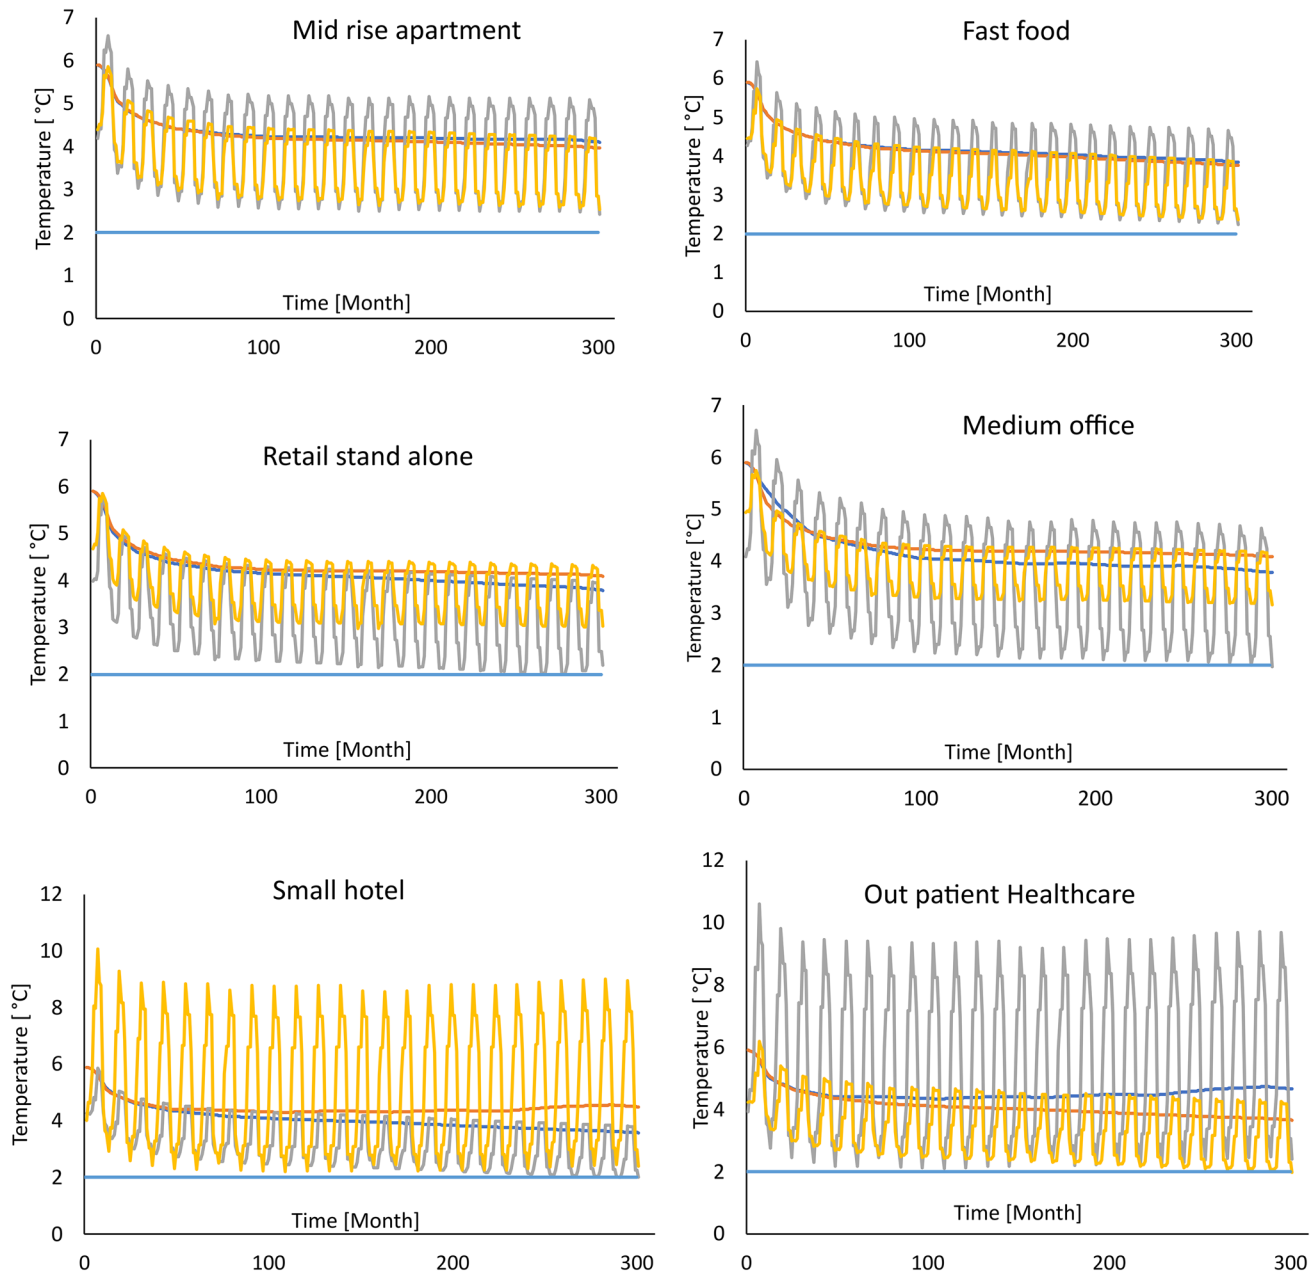 Mid rise apartment
Temperature [ °C]
7
6
5
4
3
2
1
0
Time [Month]
0 100 200 300
Fast food
Temperature [ °C]
7
6
5
4
3
2
1
0
Time [Month]
0 100 200 300
Retail stand alone
Temperature [ °C]
7
6
5
4
3
2
1
0
Time [Month]
0 100 200 300
Medium office
Temperature [ °C]
7
6
5
4
3
2
1
0
Time [Month]
0 100 200 300
Small hotel
Temperature [ °C]
12
10
8
6
4
2
0
Time [Month]
0 100 200 300
Out patient Healthcare
Temperature [ °C]
12
10
8
6
4
2
0
Time [Month]
0 100 200 300